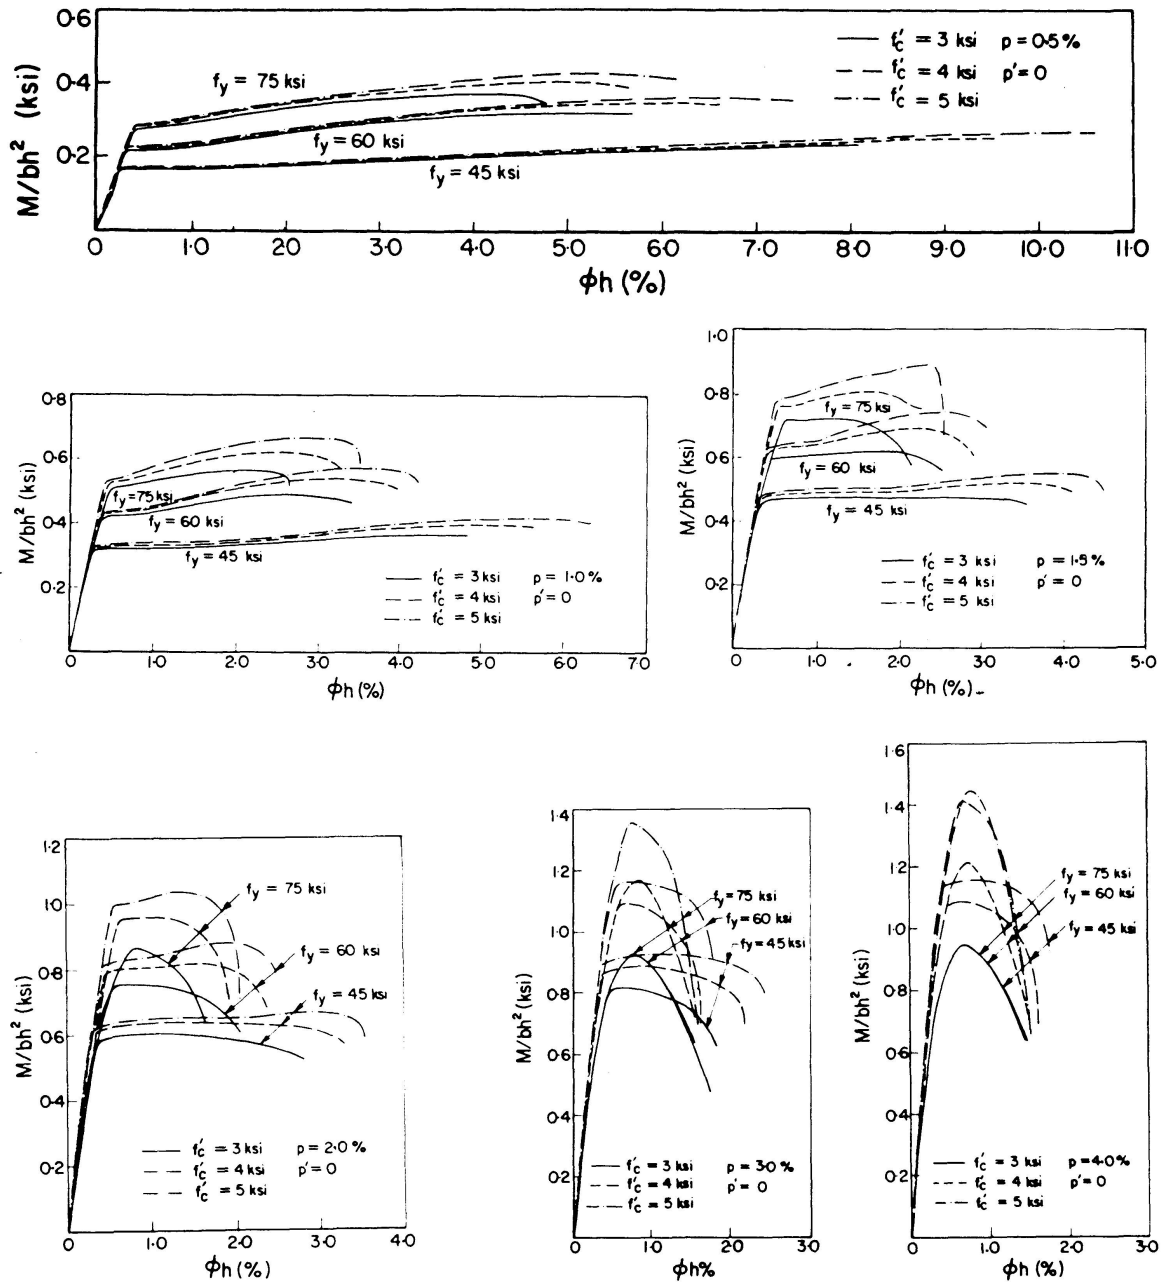 0·6
0·4
0·2
M/bh² (ksi)
f_y = 75 ksi
f_y = 60 ksi
f_y = 45 ksi
f'_c = 3 ksi p = 0·5%
f'_c = 4 ksi p' = 0
f'_c = 5 ksi
0 1·0 2·0 3·0 4·0 5·0 6·0 7·0 8·0 9·0 10·0 11·0
ϕh (%)
0·8
0·6
0·4
0·2
M/bh² (ksi)
f_y = 75 ksi
f_y = 60 ksi
f_y = 45 ksi
f'_c = 3 ksi p = 1·0%
f'_c = 4 ksi p' = 0
f'_c = 5 ksi
0 1·0 2·0 3·0 4·0 5·0 6·0 7·0
ϕh (%)
1·0
0·8
0·6
0·4
0·2
M/bh² (ksi)
f_y = 75 ksi
f_y = 60 ksi
f_y = 45 ksi
f'_c = 3 ksi p = 1·5%
f'_c = 4 ksi p' = 0
f'_c = 5 ksi
0 1·0 2·0 3·0 4·0 5·0
ϕh (%)
1·2
1·0
0·8
0·6
0·4
0·2
M/bh² (ksi)
f_y = 75 ksi
f_y = 60 ksi
f_y = 45 ksi
f'_c = 3 ksi p = 2·0%
f'_c = 4 ksi p' = 0
f'_c = 5 ksi
0 1·0 2·0 3·0 4·0
ϕh (%)
1·4
1·2
1·0
0·8
0·6
0·4
0·2
M/bh² (ksi)
f_y = 75 ksi
f_y = 60 ksi
f_y = 45 ksi
f'_c = 3 ksi p = 30%
f'_c = 4 ksi p' = 0
f'_c = 5 ksi
0 1·0 2·0 3·0
ϕh%
1·6
1·4
1·2
1·0
0·8
0·6
0·4
0·2
M/bh² (ksi)
f_y = 75 ksi
f_y = 60 ksi
f_y = 45 ksi
f'_c = 3 ksi p = 4·0%
f'_c = 4 ksi p' = 0
f'_c = 5 ksi
0 1·0 2·0 3·0
ϕh (%)